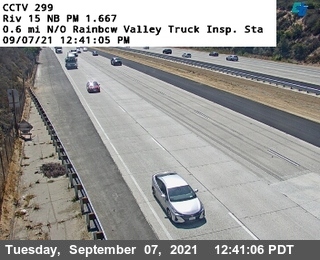 CCTV 299
Riv 15 NB PM 1.667
0.6 mi N/O Rainbcw Valley Truck Insp. Sta
09/07/21 12:41:05 PM
Tuesday, September 07, 2021 12:41:06 PDT